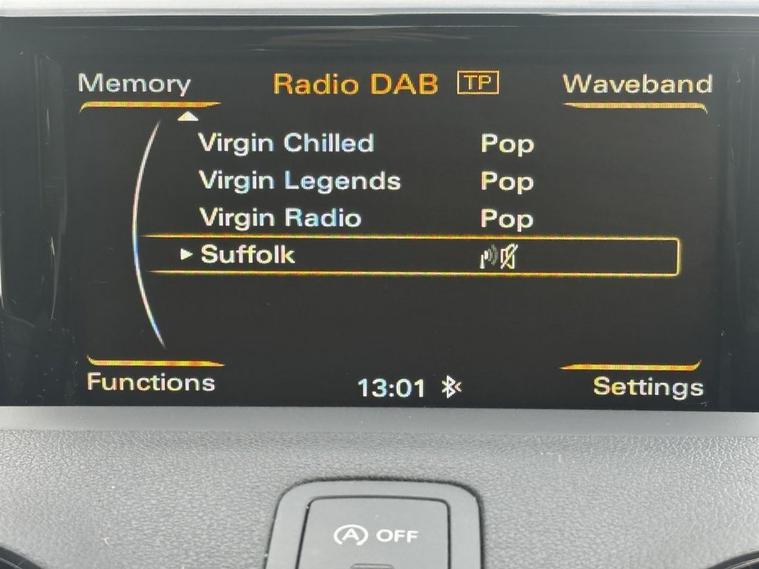 Memory Radio DAB TP Waveband
Virgin Chilled Pop
Virgin Legends Pop
Virgin Radio Pop
Suffolk
Functions 13:01 Settings
A OFF